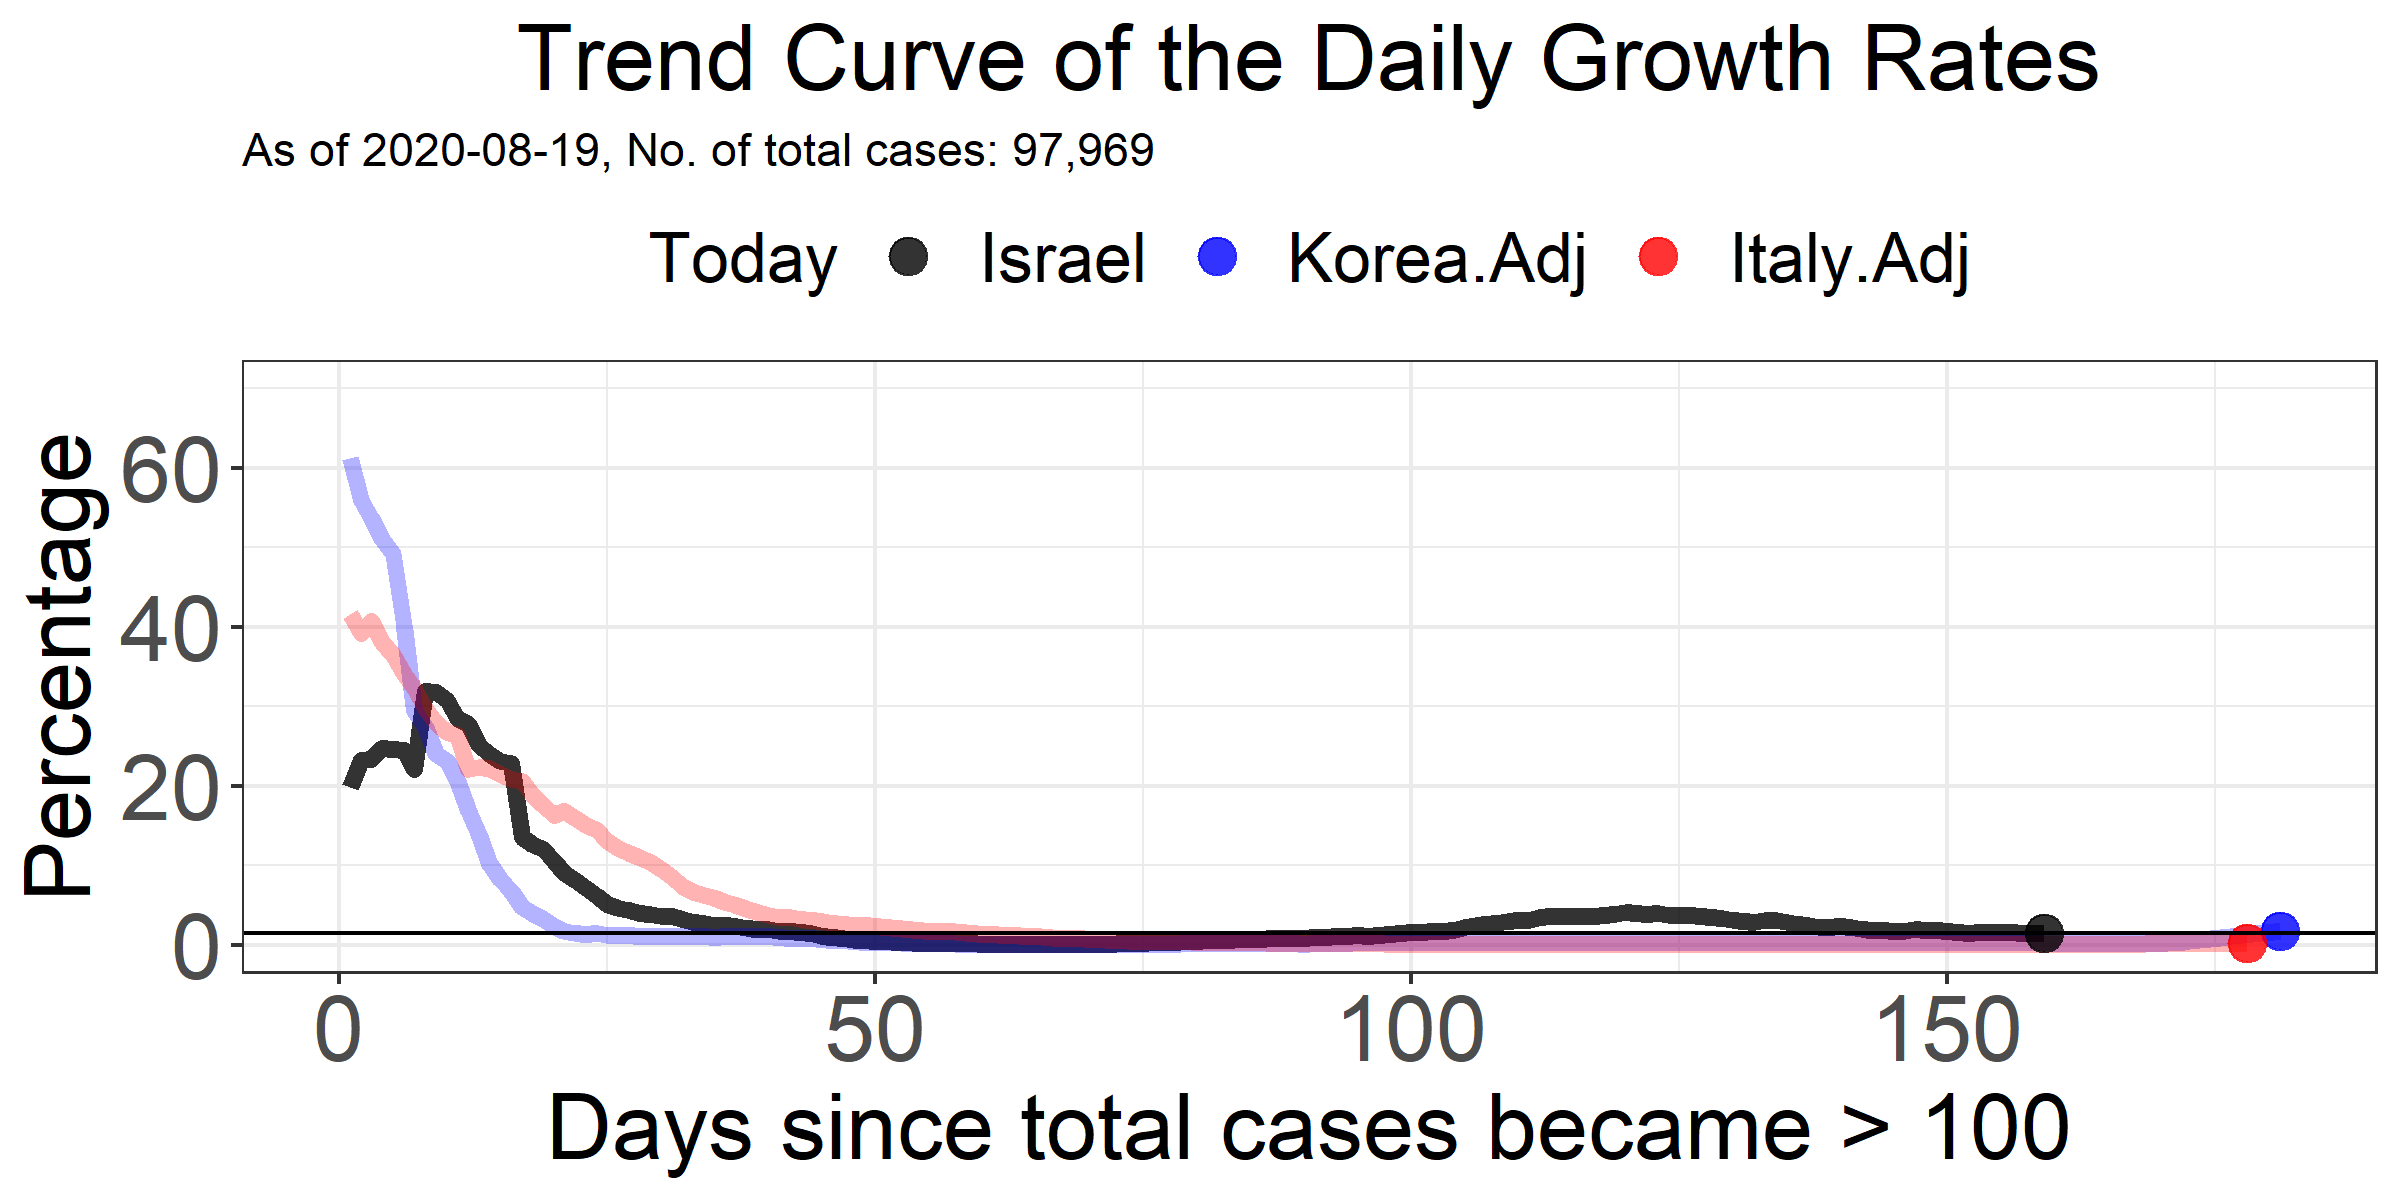 Trend Curve of the Daily Growth Rates
As of 2020-08-19, No. of total cases: 97,969
Today Israel Korea.Adj Italy.Adj
Percentage
60
40
20
0
0 50 100 150
Days since total cases became > 100